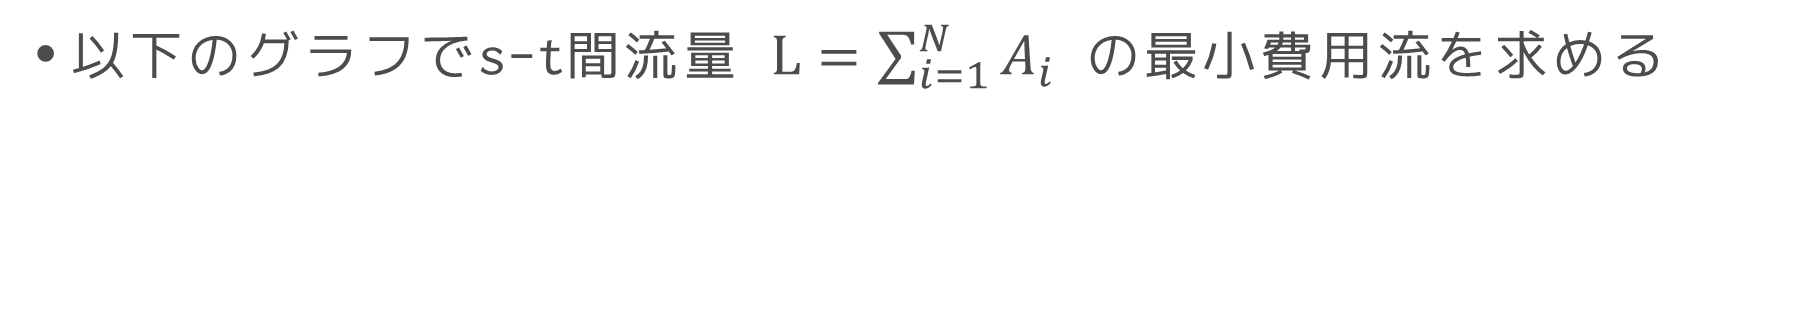 • 以下のグラフでs-t間流量 L = ∑_{i=1}^{N} A_i の最小費用流を求める